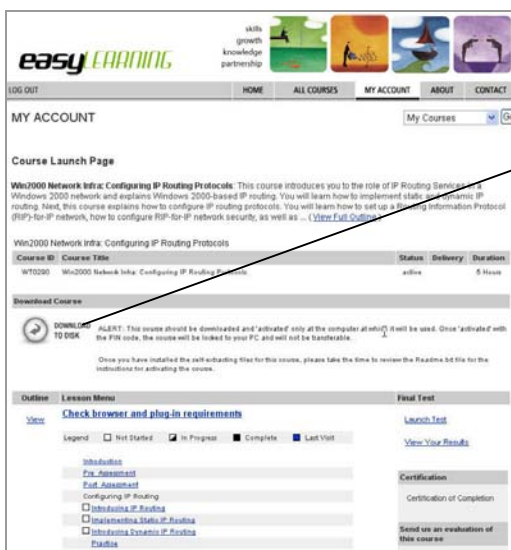 skills
growth
knowledge
partnership
easyLEARNING
LOG OUT
HOME
ALL COURSES
MY ACCOUNT
ABOUT
CONTACT
MY ACCOUNT
My Courses
Course Launch Page
Win2000 Network Infra: Configuring IP Routing Protocols: This course introduces you to the role of IP Routing Services in a
Windows 2000 network and explains Windows 2000-based IP routing. You will learn how to implement static and dynamic IP
routing. Next, this course explains how to configure IP routing protocols. You will learn how to set up a Routing Information Protocol
(RIP)-for-IP network, how to configure RIP-for-IP network security, as well as ... ( View Full Outline )
Win2000 Network Infra: Configuring IP Routing Protocols
Course ID Course Title Status Delivery Duration
WT0290 Win2000 Network Infra: Configuring IP Routing Protocols active 5 Hours
Download Course
DOWNLOAD
TO DISK
ALERT: This course should be downloaded and 'activated' only at the computer at which it will be used. Once 'activated' with
the PIN code, the course will be locked to your PC and will not be transferable.
Once you have installed the self-extracting files for this course, please take the time to review the Readme.txt file for the
instructions for activating the course.
Outline Lesson Menu Final Test
View
Check browser and plug-in requirements
Launch Test
Legend Not Started In Progress Complete Last Visit
View Your Results
Introduction
Pre Assessment
Post Assessment
Configuring IP Routing
Introducing IP Routing
Implementing Static IP Routing
Introducing Dynamic IP Routing
Practice
Certification
Certification of Completion
Send us an evaluation of
this course